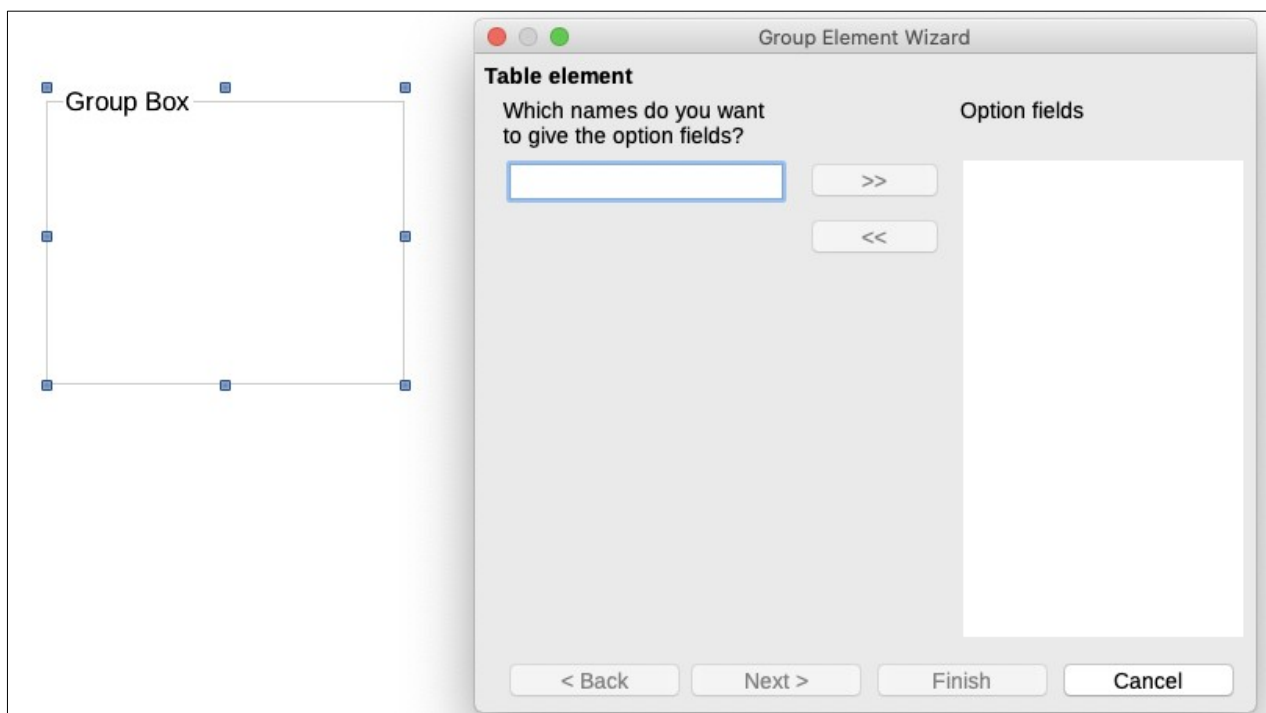 Group Box
Group Element Wizard
Table element
Which names do you want
to give the option fields?
Option fields
>>
<<
< Back
Next >
Finish
Cancel